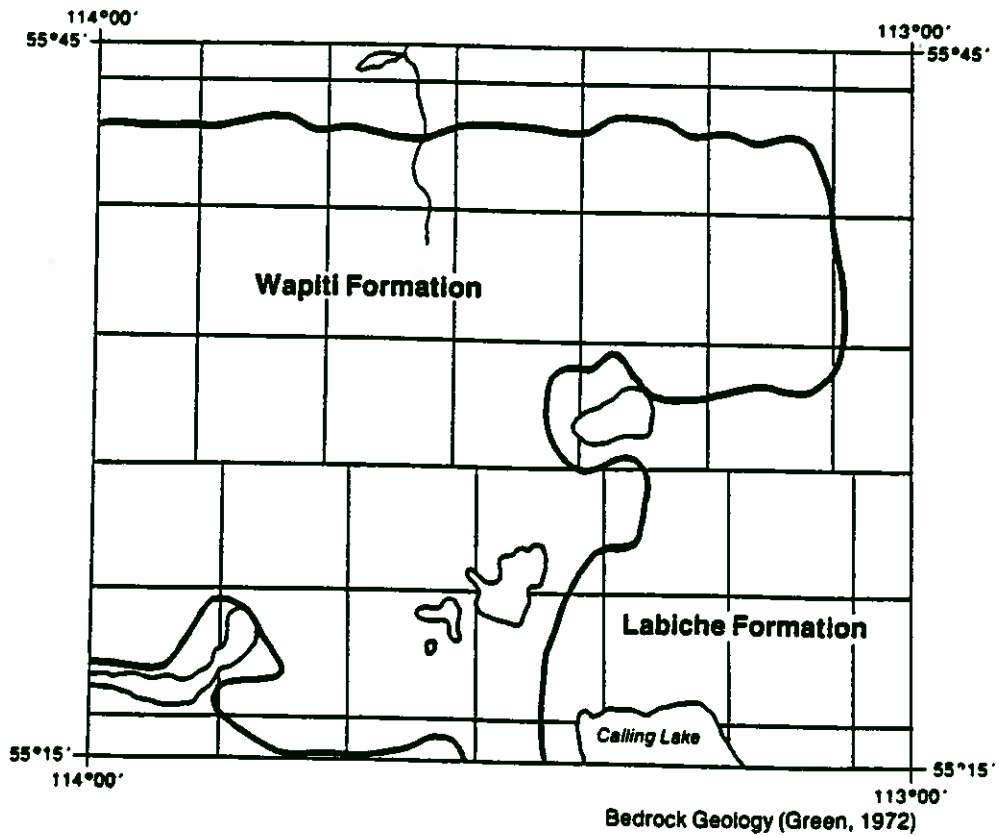 114°00'
113°00'
55°45'
55°45'
Wapiti Formation
Labiche Formation
Calling Lake
55°15'
55°15'
114°00'
113°00'
Bedrock Geology (Green, 1972)